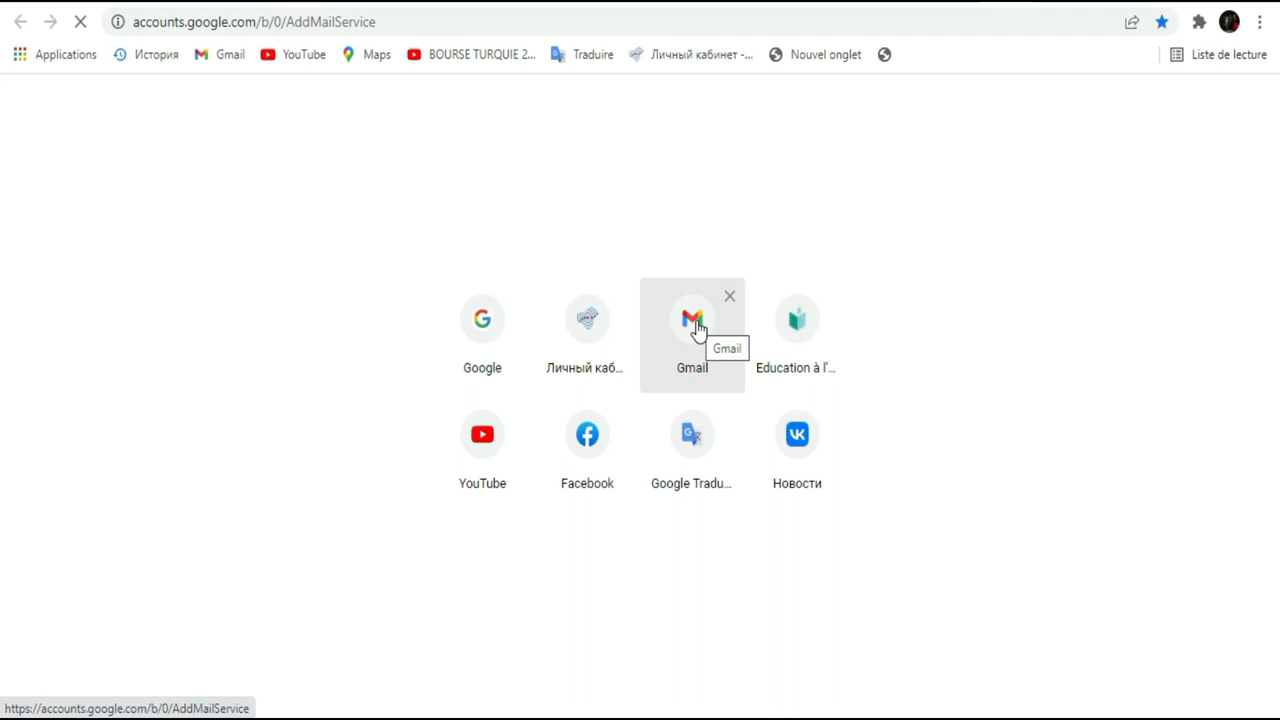 accounts.google.com/b/0/AddMailService
Applications История Gmail YouTube Maps BOURSE TURQUIE 2... Traduire Личный кабинет -... Nouvel onglet Liste de lecture
Google Личный каб... Gmail Education à l'...
Gmail
YouTube Facebook Google Tradu... Новости
https://accounts.google.com/b/0/AddMailService